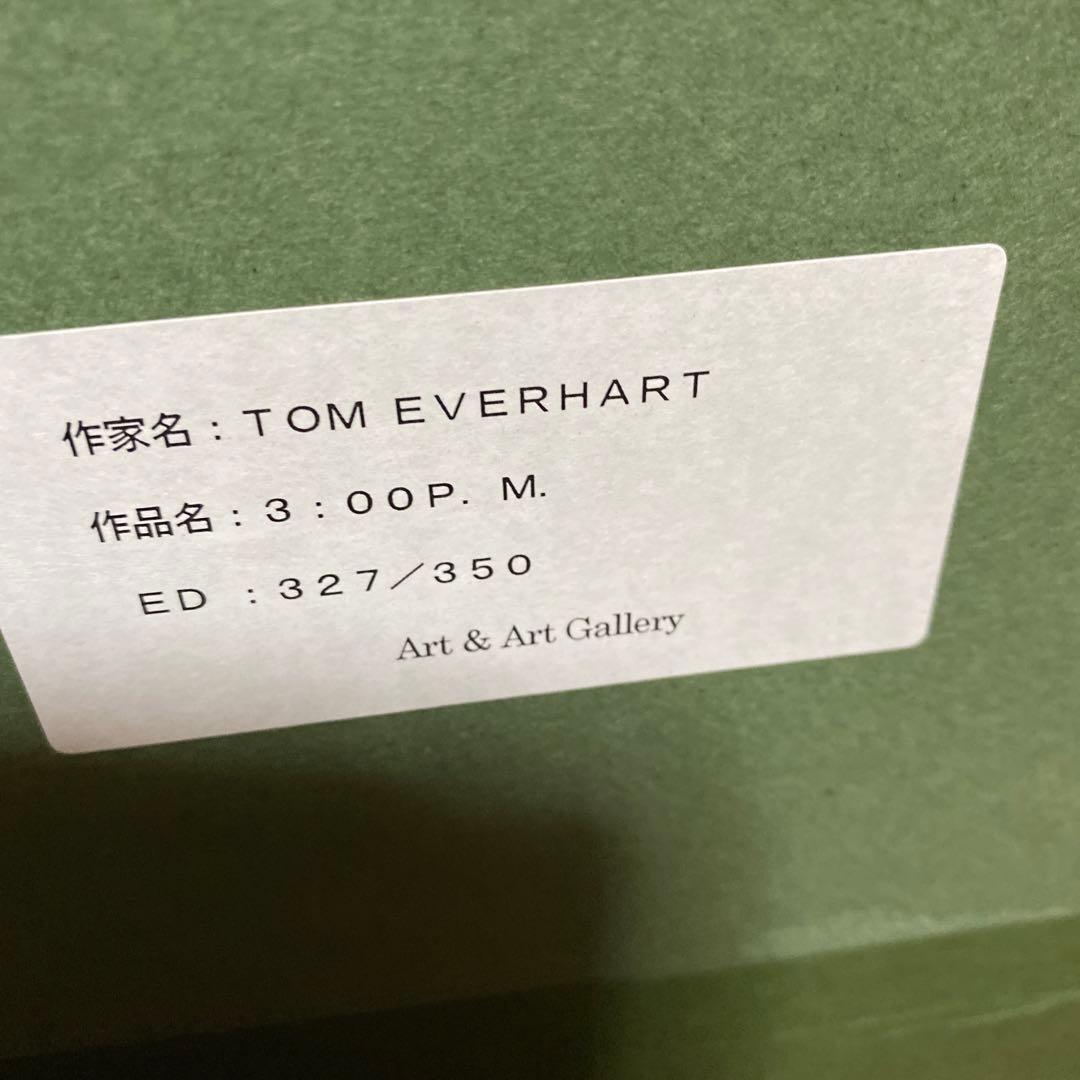 作家名：ＴＯＭ ＥＶＥＲＨＡＲＴ
作品名：３：００Ｐ．Ｍ．
ＥＤ ：３２７／３５０
Art & Art Gallery